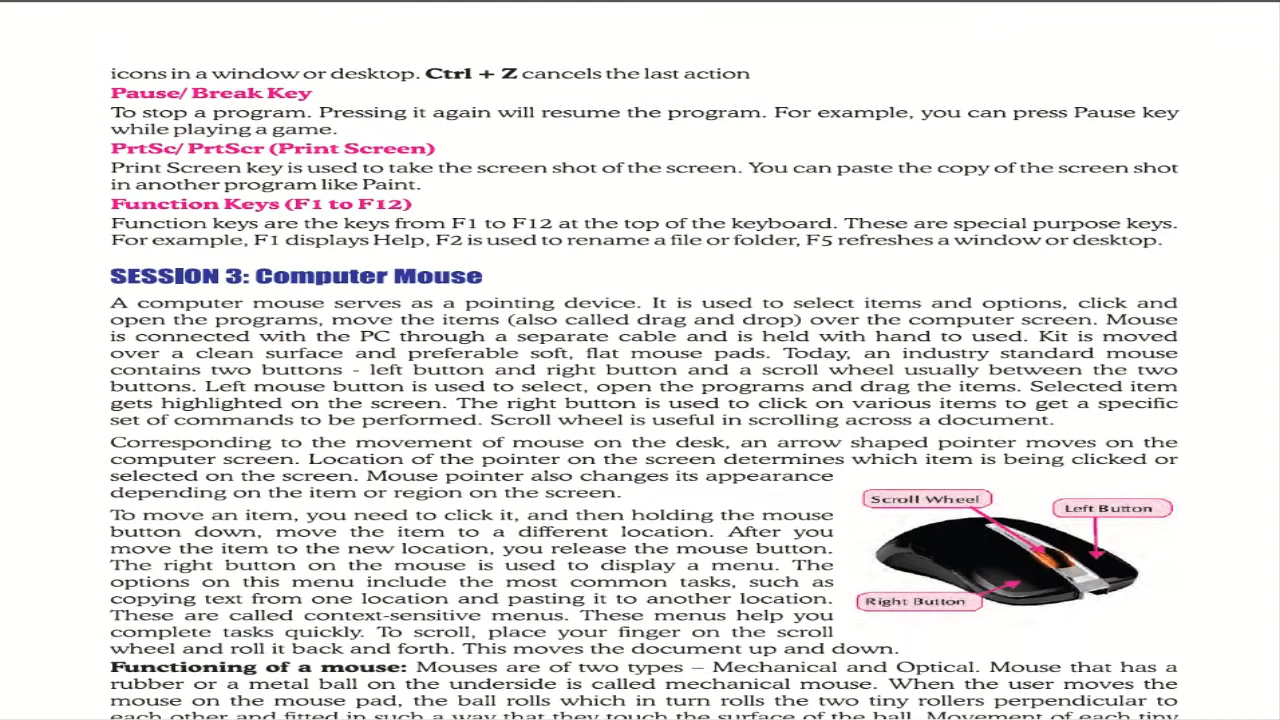 icons in a window or desktop. Ctrl + Z cancels the last action
Pause/ Break Key
To stop a program. Pressing it again will resume the program. For example, you can press Pause key
while playing a game.
PrtSc/ PrtScr (Print Screen)
Print Screen key is used to take the screen shot of the screen. You can paste the copy of the screen shot
in another program like Paint.
Function Keys (F1 to F12)
Function keys are the keys from F1 to F12 at the top of the keyboard. These are special purpose keys.
For example, F1 displays Help, F2 is used to rename a file or folder, F5 refreshes a window or desktop.
SESSION 3: Computer Mouse
A computer mouse serves as a pointing device. It is used to select items and options, click and
open the programs, move the items (also called drag and drop) over the computer screen. Mouse
is connected with the PC through a separate cable and is held with hand to used. Kit is moved
over a clean surface and preferable soft, flat mouse pads. Today, an industry standard mouse
contains two buttons - left button and right button and a scroll wheel usually between the two
buttons. Left mouse button is used to select, open the programs and drag the items. Selected item
gets highlighted on the screen. The right button is used to click on various items to get a specific
set of commands to be performed. Scroll wheel is useful in scrolling across a document.
Corresponding to the movement of mouse on the desk, an arrow shaped pointer moves on the
computer screen. Location of the pointer on the screen determines which item is being clicked or
selected on the screen. Mouse pointer also changes its appearance
depending on the item or region on the screen.
To move an item, you need to click it, and then holding the mouse
button down, move the item to a different location. After you
move the item to the new location, you release the mouse button.
The right button on the mouse is used to display a menu. The
options on this menu include the most common tasks, such as
copying text from one location and pasting it to another location.
These are called context-sensitive menus. These menus help you
complete tasks quickly. To scroll, place your finger on the scroll
wheel and roll it back and forth. This moves the document up and down.
Scroll Wheel
Left Button
Right Button
Functioning of a mouse: Mouses are of two types – Mechanical and Optical. Mouse that has a
rubber or a metal ball on the underside is called mechanical mouse. When the user moves the
mouse on the mouse pad, the ball rolls which in turn rolls the two tiny rollers perpendicular to
each other and fitted in such a way that they touch the surface of the ball. Movement of each tiny